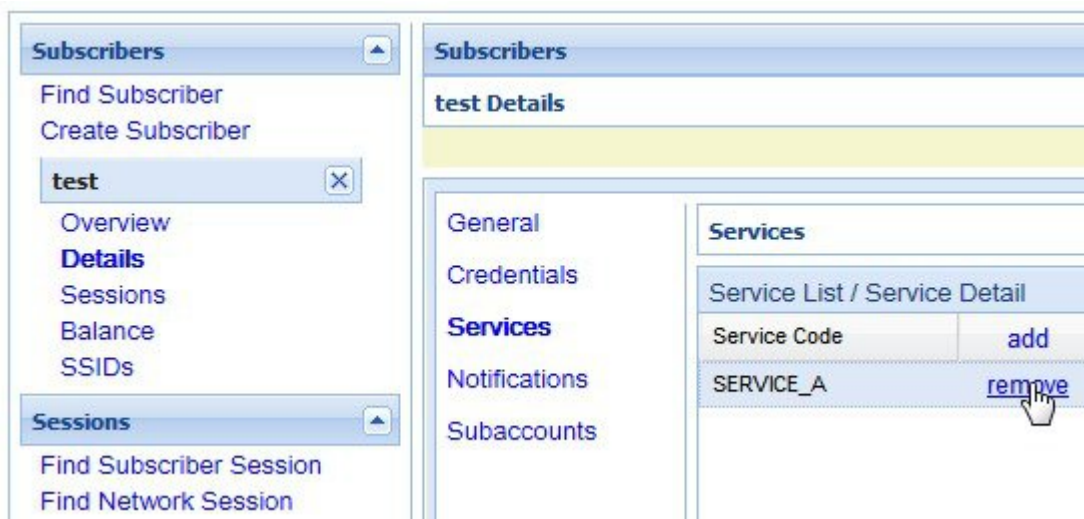 Subscribers
Find Subscriber
Create Subscriber
test
Overview
Details
Sessions
Balance
SSIDs
Sessions
Find Subscriber Session
Find Network Session
Subscribers
test Details
General
Credentials
Services
Notifications
Subaccounts
Services
Service List / Service Detail
Service Code add
SERVICE_A remove